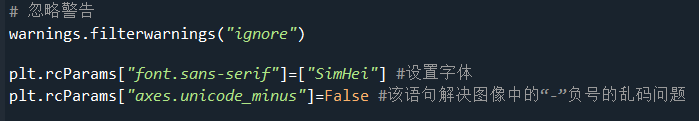 # 忽略警告
warnings.filterwarnings("ignore")
plt.rcParams["font.sans-serif"]=["SimHei"] #设置字体
plt.rcParams["axes.unicode_minus"]=False #该语句解决图像中的“-”负号的乱码问题